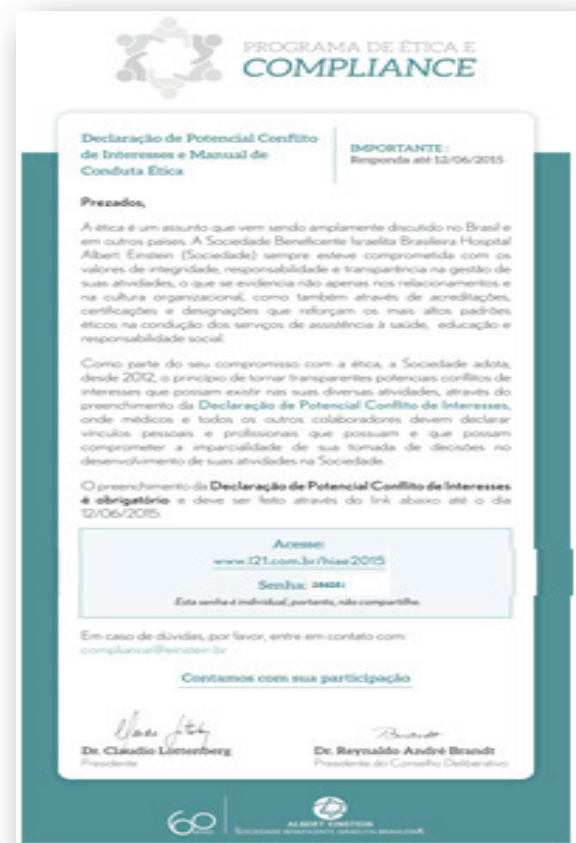 PROGRAMA DE ÉTICA E
COMPLIANCE
Declaração de Potencial Conflito
de Interesses e Manual de
Conduta Ética
IMPORTANTE:
Responda até 12/06/2015
Prezados,
A ética é um assunto que vem sendo amplamente discutido no Brasil e
em outros países. A Sociedade Beneficente Israelita Brasileira Hospital
Albert Einstein (Sociedade) sempre esteve comprometida com os
valores de integridade, responsabilidade e transparência na gestão de
suas atividades, o que se evidencia não apenas nos relacionamentos e
na cultura organizacional, como também através de acreditações,
certificações e designações que reforçam os mais altos padrões
éticos na condução dos serviços de assistência à saúde, educação e
responsabilidade social.
Como parte do seu compromisso com a ética, a Sociedade adota,
desde 2012, o princípio de tornar transparentes potenciais conflitos de
interesses que possam existir nas suas diversas atividades, através do
preenchimento da Declaração de Potencial Conflito de Interesses,
onde médicos e todos os outros colaboradores devem declarar
vínculos pessoais e profissionais que possuam e que possam
comprometer a imparcialidade de sua tomada de decisões no
desenvolvimento de suas atividades na Sociedade.
O preenchimento da Declaração de Potencial Conflito de Interesses
é obrigatório e deve ser feito através do link abaixo até o dia
12/06/2015.
Acesse:
www.121.com.br/hiae2015
Senha:
Esta senha é individual, portanto, não compartilhe.
Em caso de dúvidas, por favor, entre em contato com:
compliance@einstein.br
Contamos com sua participação
Dr. Claudio Lottenberg
Presidente
Dr. Reynaldo André Brandt
Presidente do Conselho Deliberativo
60
ALBERT EINSTEIN
SOCIEDADE BENEFICENTE ISRAELITA BRASILEIRA